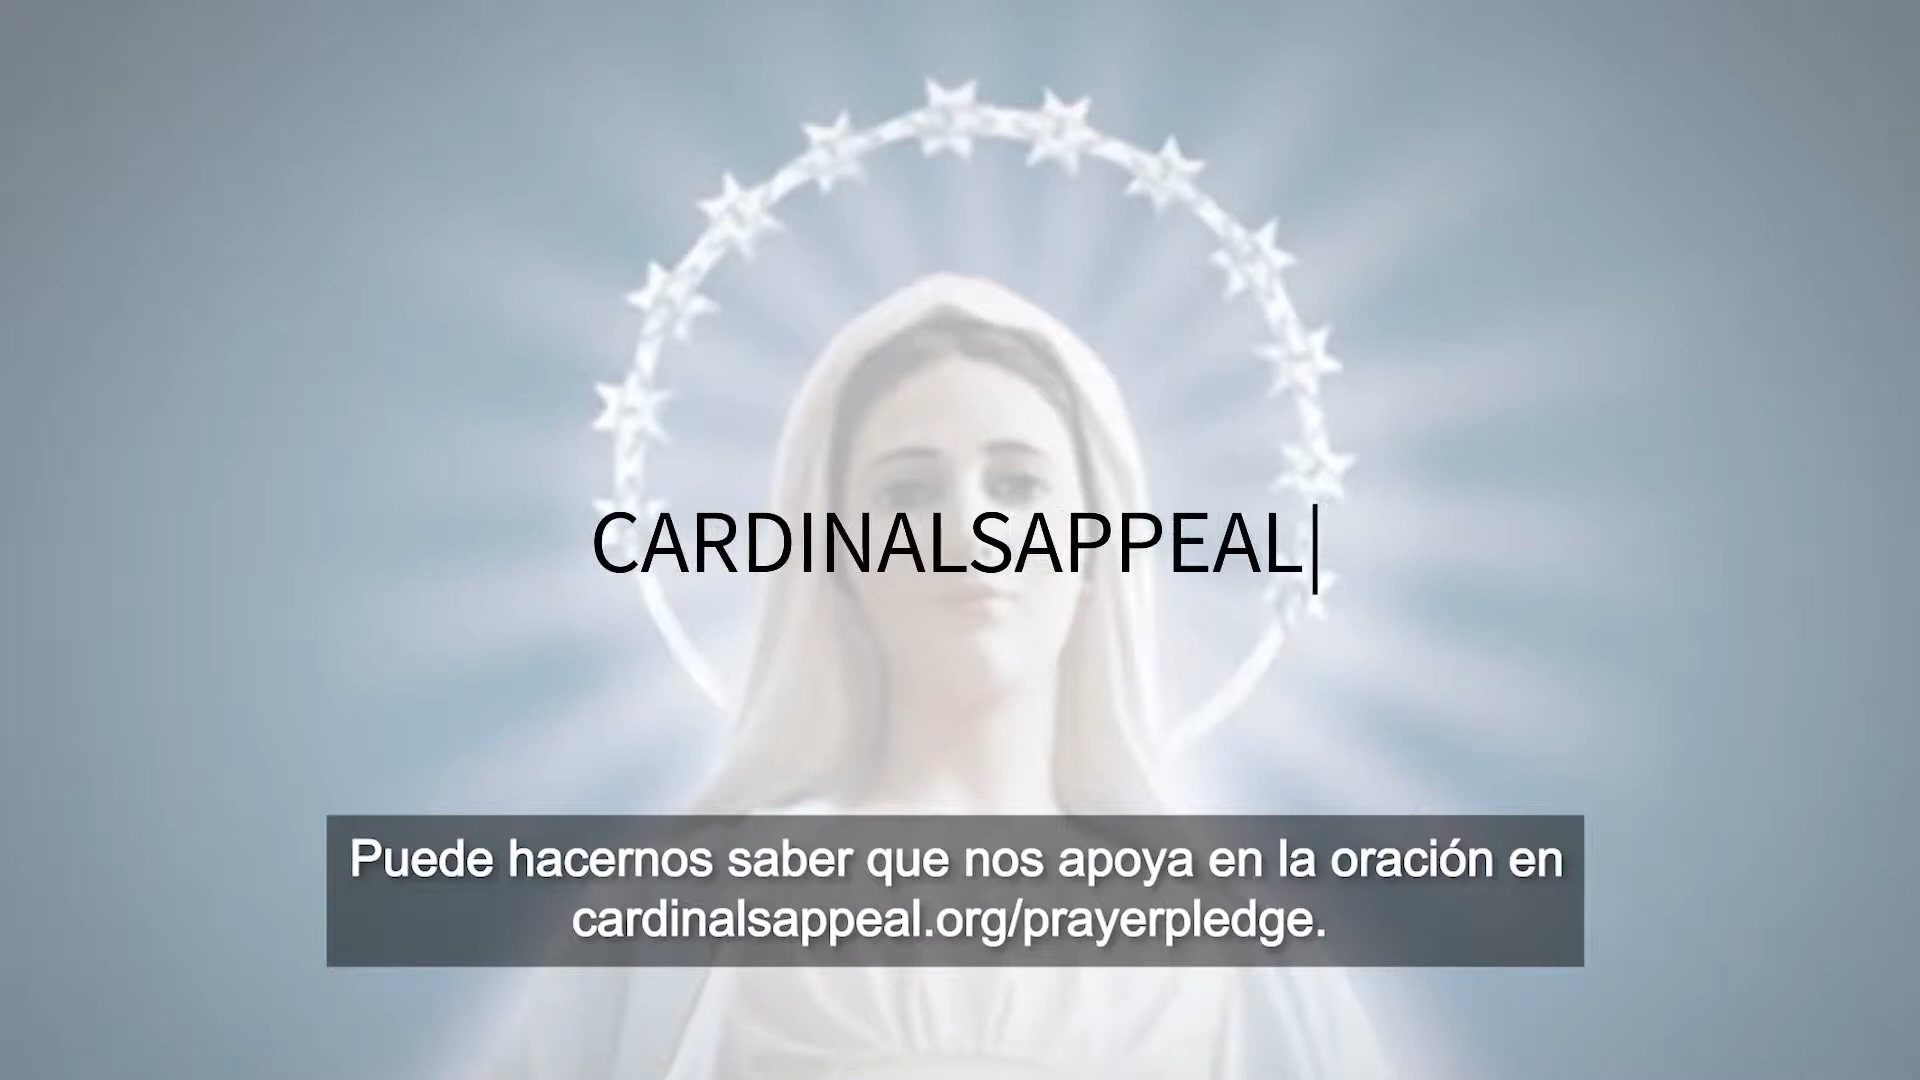 CARDINALSAPPEAL
Puede hacernos saber que nos apoya en la oración en
cardinalsappeal.org/prayerpledge.